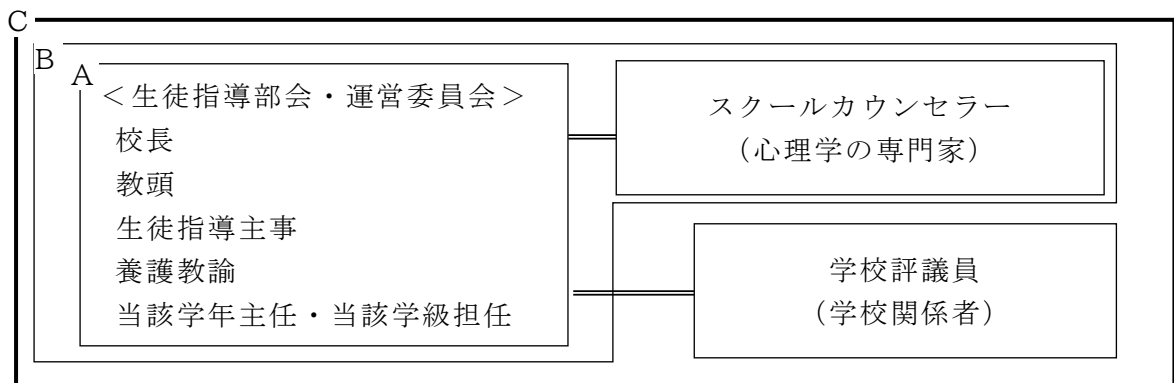 C
B
A
＜生徒指導部会・運営委員会＞
校長
教頭
生徒指導主事
養護教諭
当該学年主任・当該学級担任
スクールカウンセラー
（心理学の専門家）
学校評議員
（学校関係者）